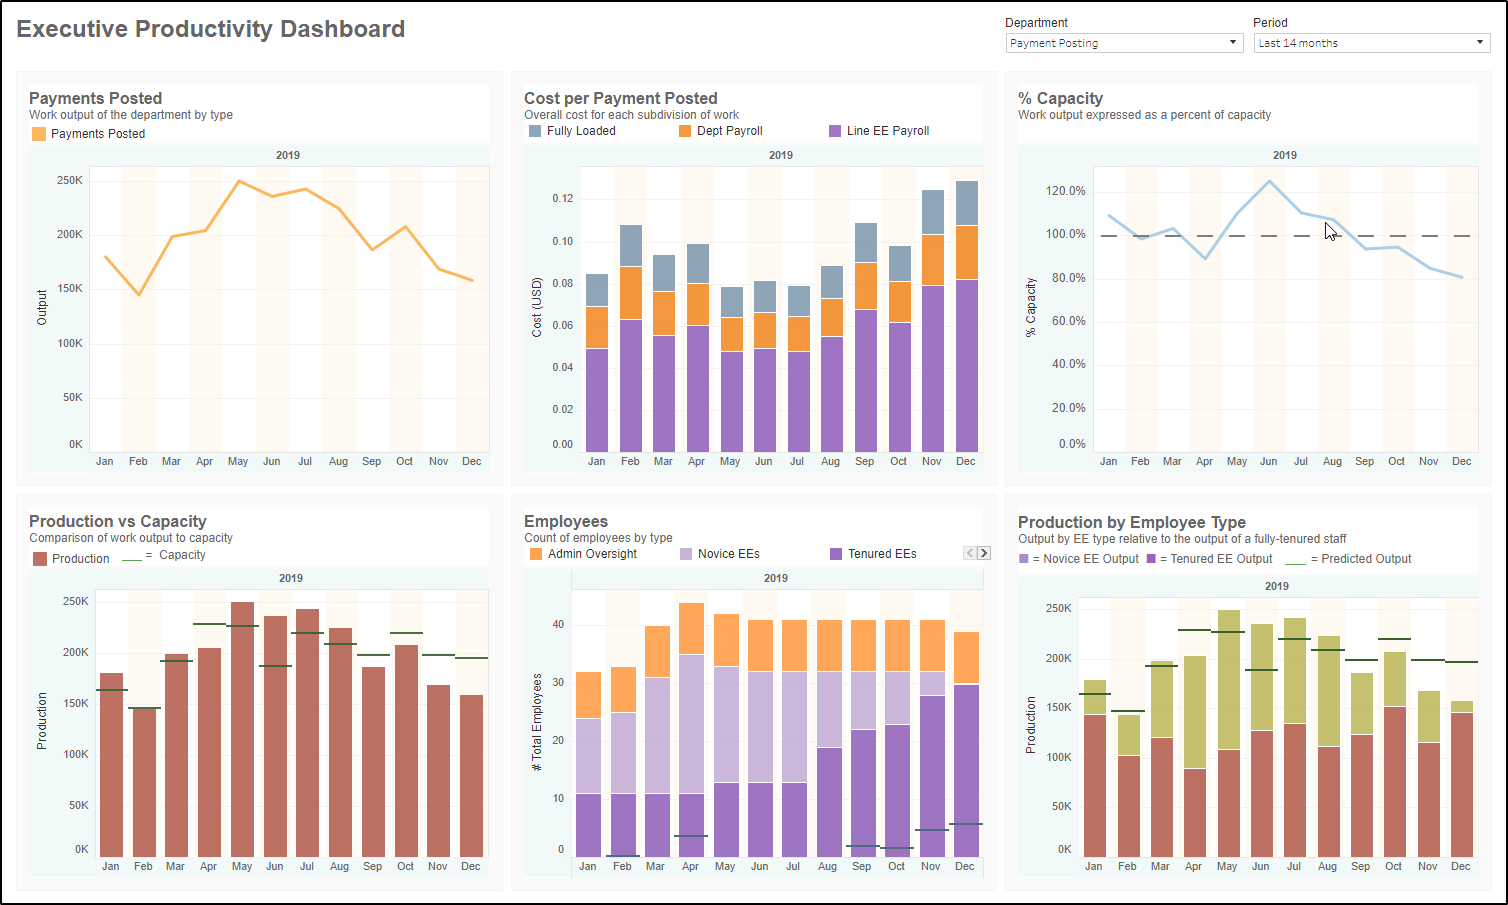 Executive Productivity Dashboard
Department
Payment Posting
Period
Last 14 months
Payments Posted
Work output of the department by type
Payments Posted
2019
Output
250K
200K
150K
100K
50K
0K
Jan Feb Mar Apr May Jun Jul Aug Sep Oct Nov Dec
Cost per Payment Posted
Overall cost for each subdivision of work
Fully Loaded Dept Payroll Line EE Payroll
2019
Cost (USD)
0.12
0.10
0.08
0.06
0.04
0.02
0.00
Jan Feb Mar Apr May Jun Jul Aug Sep Oct Nov Dec
% Capacity
Work output expressed as a percent of capacity
2019
% Capacity
120.0%
100.0%
80.0%
60.0%
40.0%
20.0%
0.0%
Jan Feb Mar Apr May Jun Jul Aug Sep Oct Nov Dec
Production vs Capacity
Comparison of work output to capacity
Production = Capacity
2019
Production
250K
200K
150K
100K
50K
0K
Jan Feb Mar Apr May Jun Jul Aug Sep Oct Nov Dec
Employees
Count of employees by type
Admin Oversight Novice EEs Tenured EEs
2019
# Total Employees
40
30
20
10
0
Jan Feb Mar Apr May Jun Jul Aug Sep Oct Nov Dec
Production by Employee Type
Output by EE type relative to the output of a fully-tenured staff
= Novice EE Output = Tenured EE Output = Predicted Output
2019
Production
250K
200K
150K
100K
50K
0K
Jan Feb Mar Apr May Jun Jul Aug Sep Oct Nov Dec